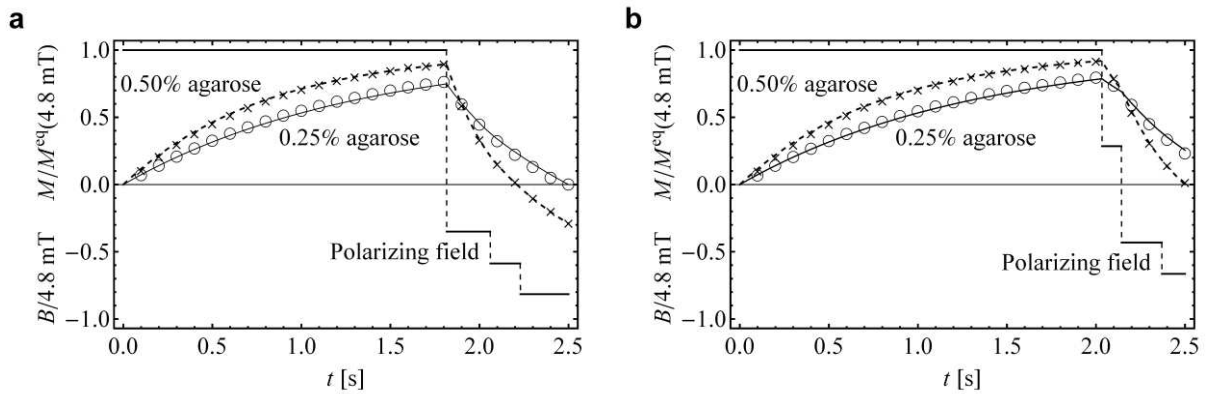 a
M/M^eq(4.8 mT)
B/4.8 mT
1.0
0.5
0.0
−0.5
−1.0
0.50% agarose
0.25% agarose
Polarizing field
0.0 0.5 1.0 1.5 2.0 2.5
t [s]
b
M/M^eq(4.8 mT)
B/4.8 mT
1.0
0.5
0.0
−0.5
−1.0
0.50% agarose
0.25% agarose
Polarizing field
0.0 0.5 1.0 1.5 2.0 2.5
t [s]